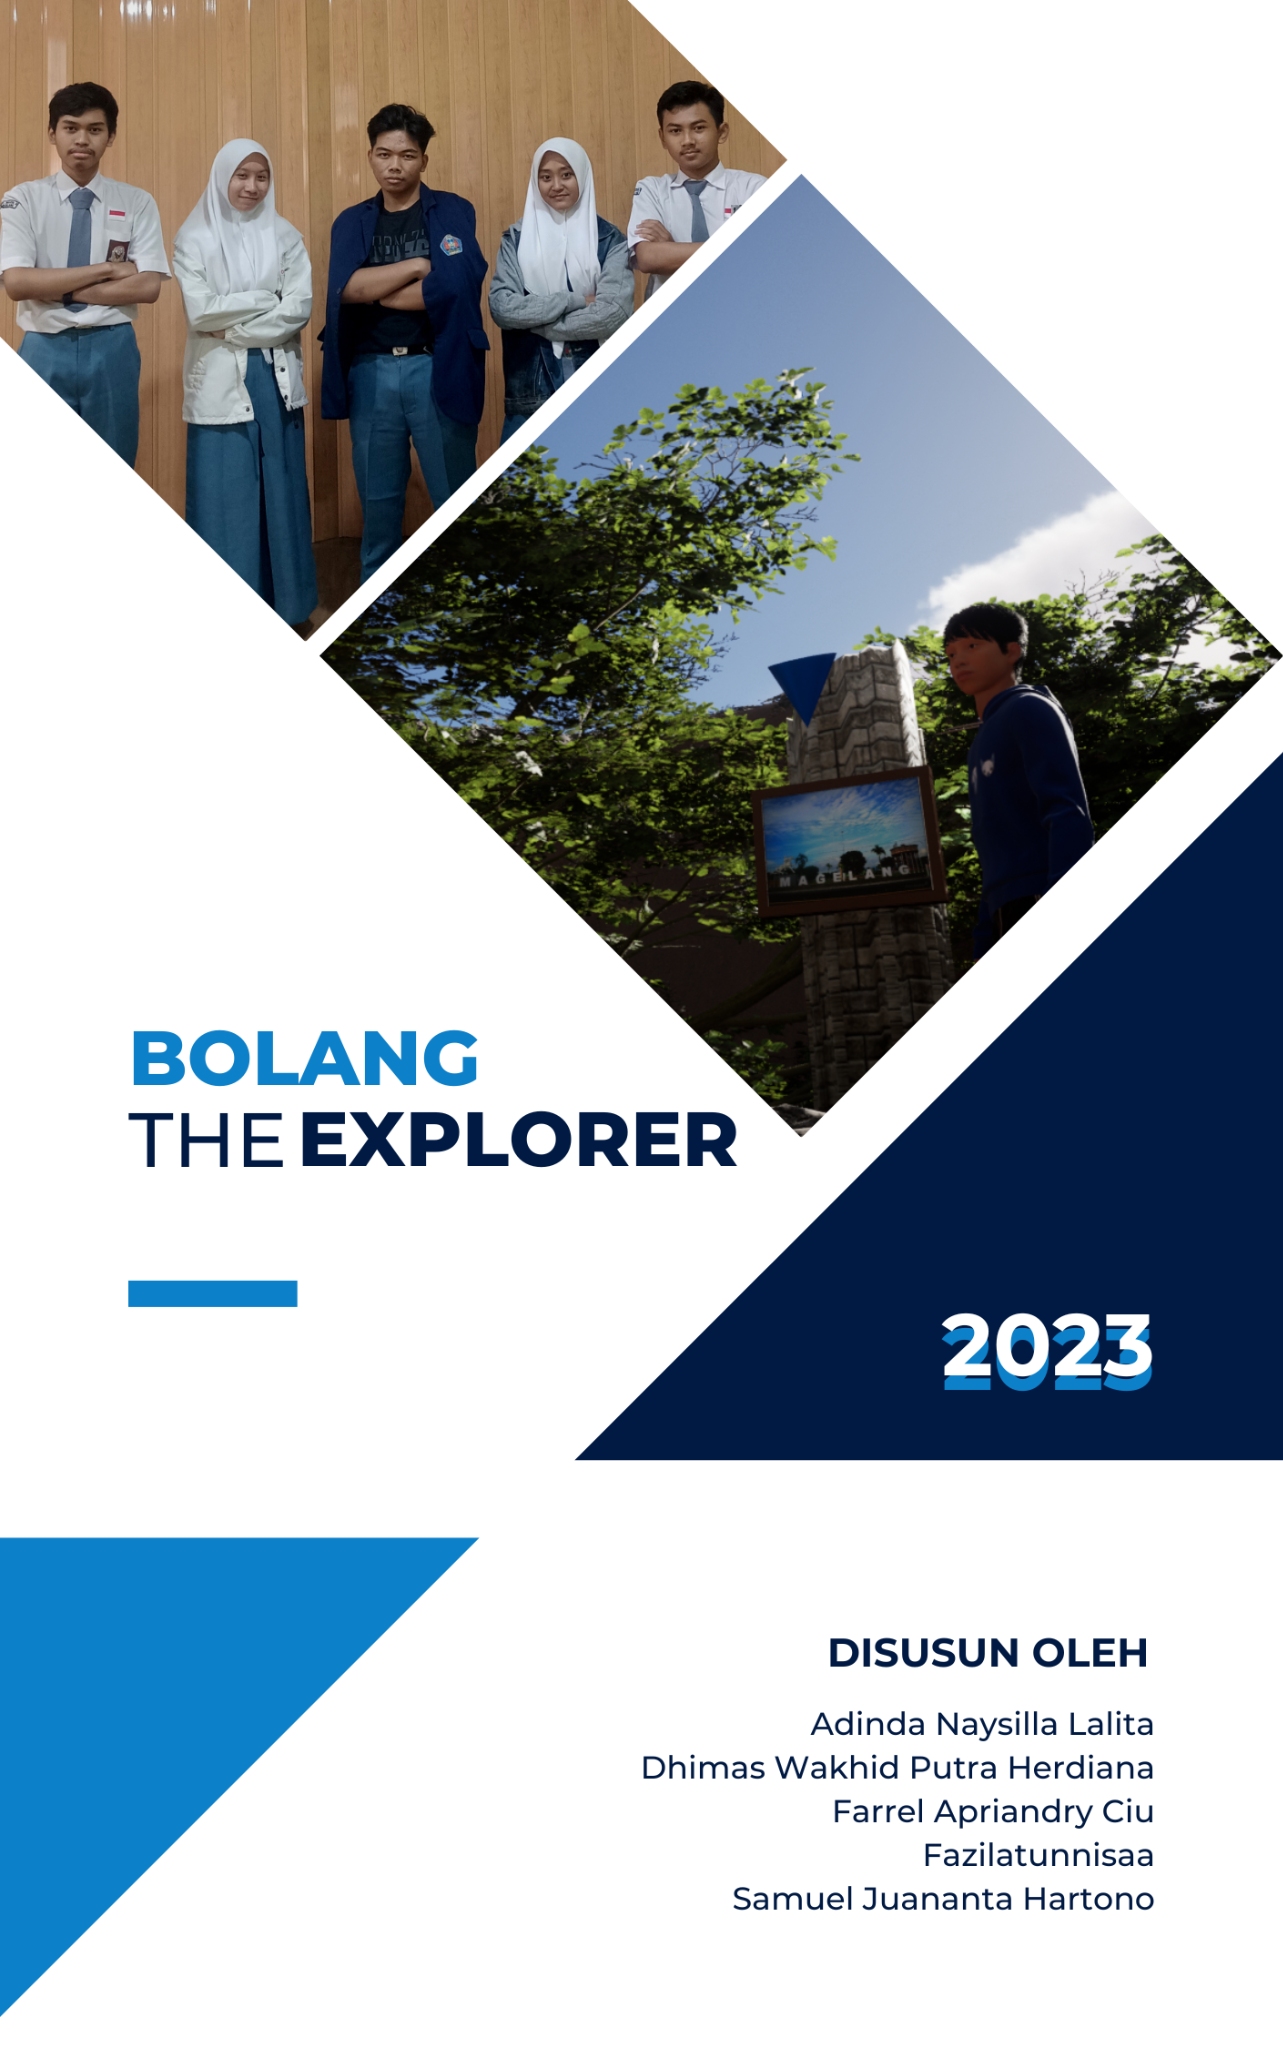 MAGELANG
BOLANG
THE EXPLORER
2023
DISUSUN OLEH
Adinda Naysilla Lalita
Dhimas Wakhid Putra Herdiana
Farrel Apriandry Ciu
Fazilatunnisaa
Samuel Juananta Hartono